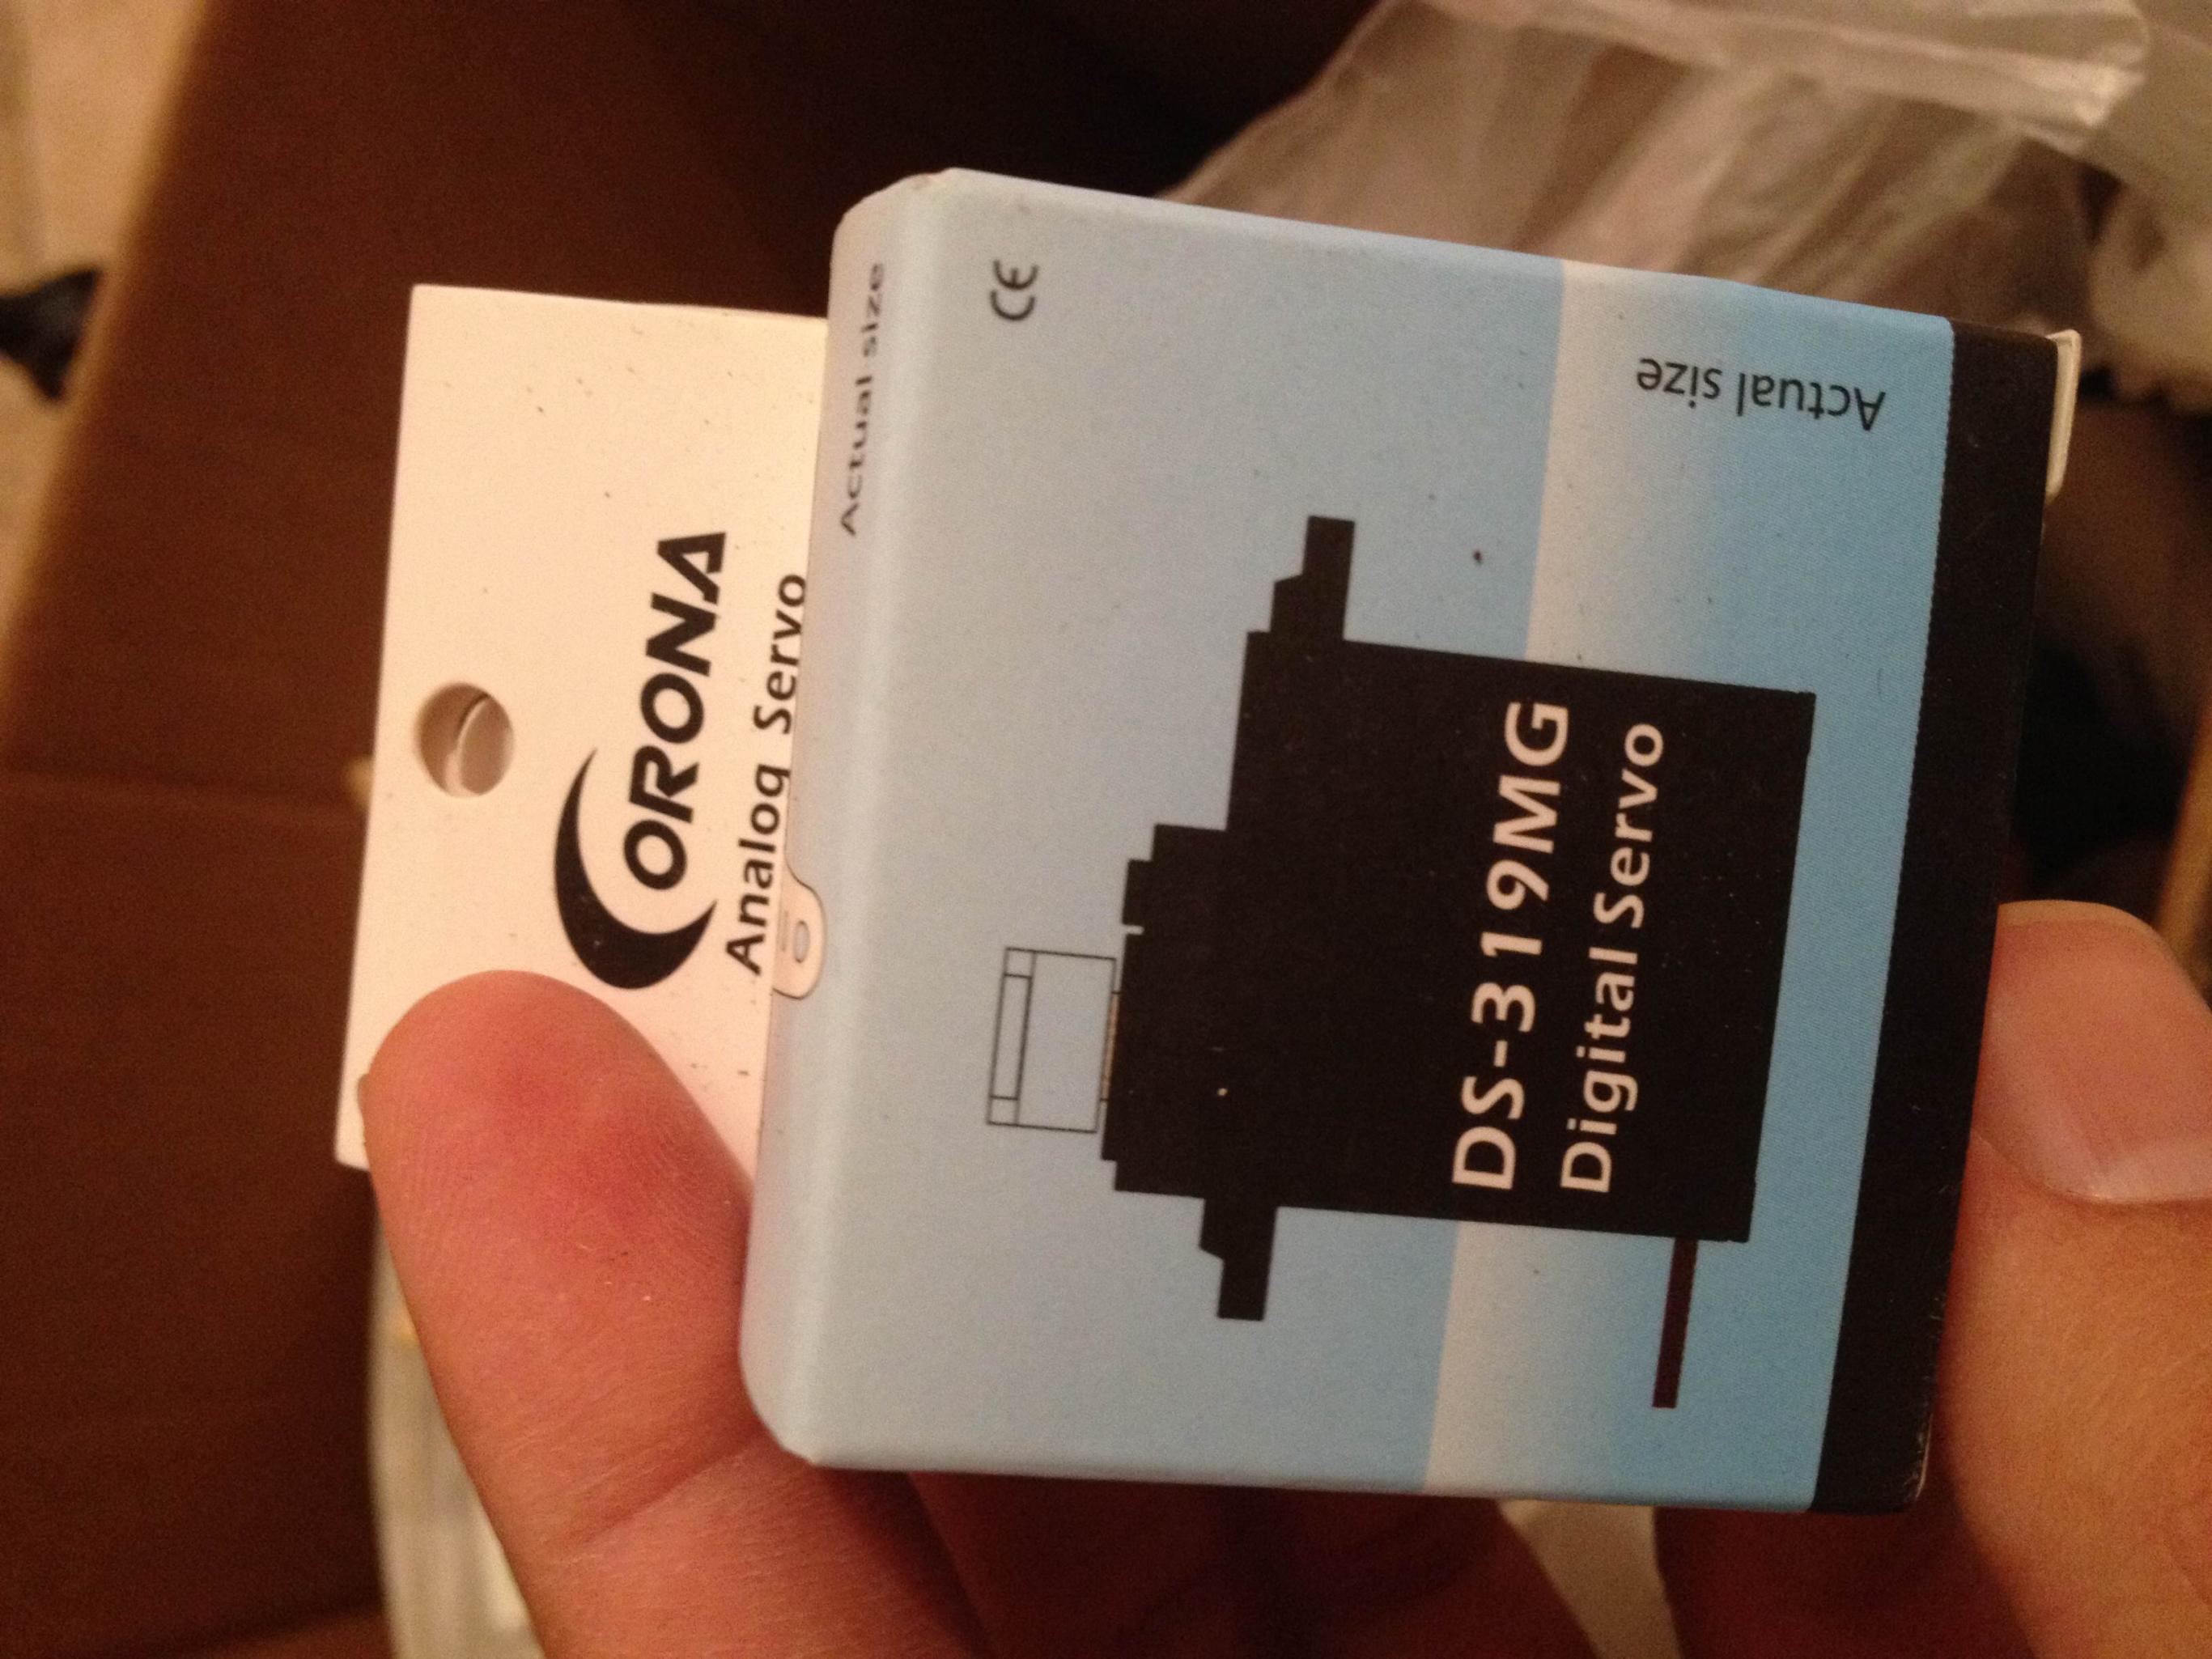 CORONA
Analog Servo
Actual size
CE
DS-319MG
Digital Servo
Actual size